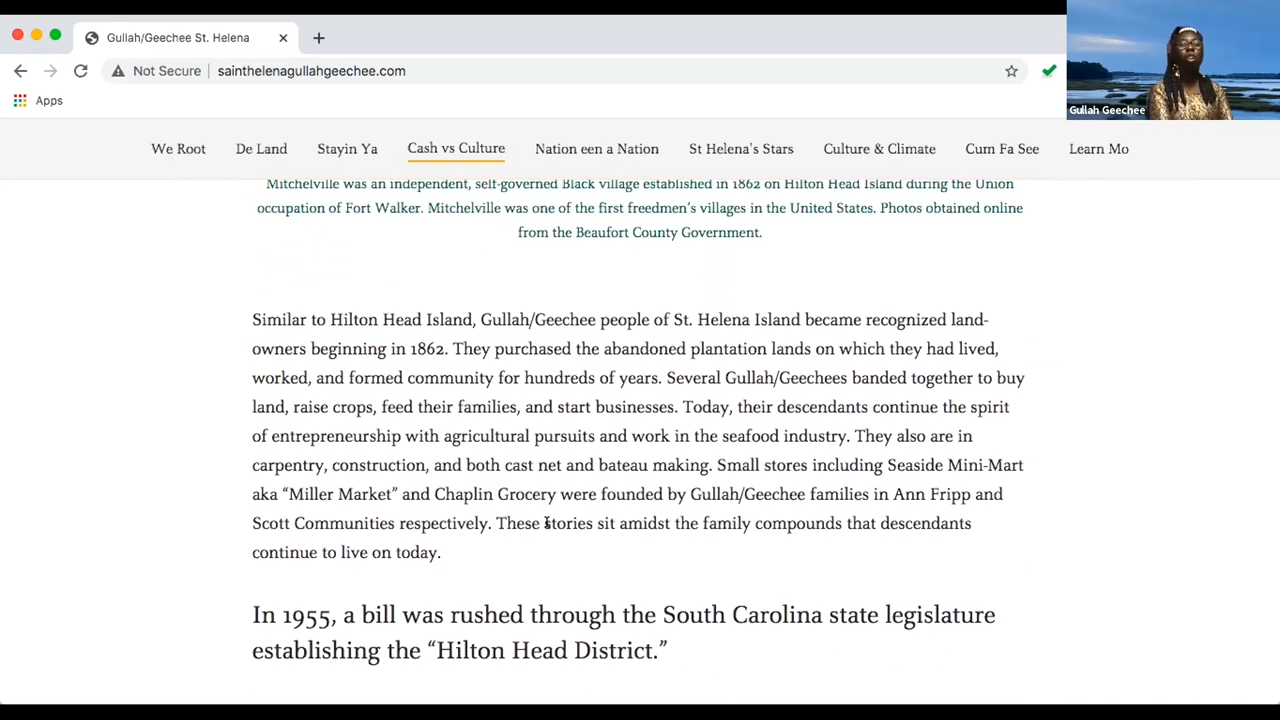 Gullah/Geechee St. Helena
Not Secure
sainthelenagullahgeechee.com
Apps
Gullah Geechee
We Root
De Land
Stayin Ya
Cash vs Culture
Nation een a Nation
St Helena's Stars
Culture & Climate
Cum Fa See
Learn Mo
Mitchelville was an independent, self-governed Black village established in 1862 on Hilton Head Island during the Union
occupation of Fort Walker. Mitchelville was one of the first freedmen's villages in the United States. Photos obtained online
from the Beaufort County Government.
Similar to Hilton Head Island, Gullah/Geechee people of St. Helena Island became recognized land-
owners beginning in 1862. They purchased the abandoned plantation lands on which they had lived,
worked, and formed community for hundreds of years. Several Gullah/Geechees banded together to buy
land, raise crops, feed their families, and start businesses. Today, their descendants continue the spirit
of entrepreneurship with agricultural pursuits and work in the seafood industry. They also are in
carpentry, construction, and both cast net and bateau making. Small stores including Seaside Mini-Mart
aka “Miller Market” and Chaplin Grocery were founded by Gullah/Geechee families in Ann Fripp and
Scott Communities respectively. These stories sit amidst the family compounds that descendants
continue to live on today.
In 1955, a bill was rushed through the South Carolina state legislature
establishing the “Hilton Head District.”